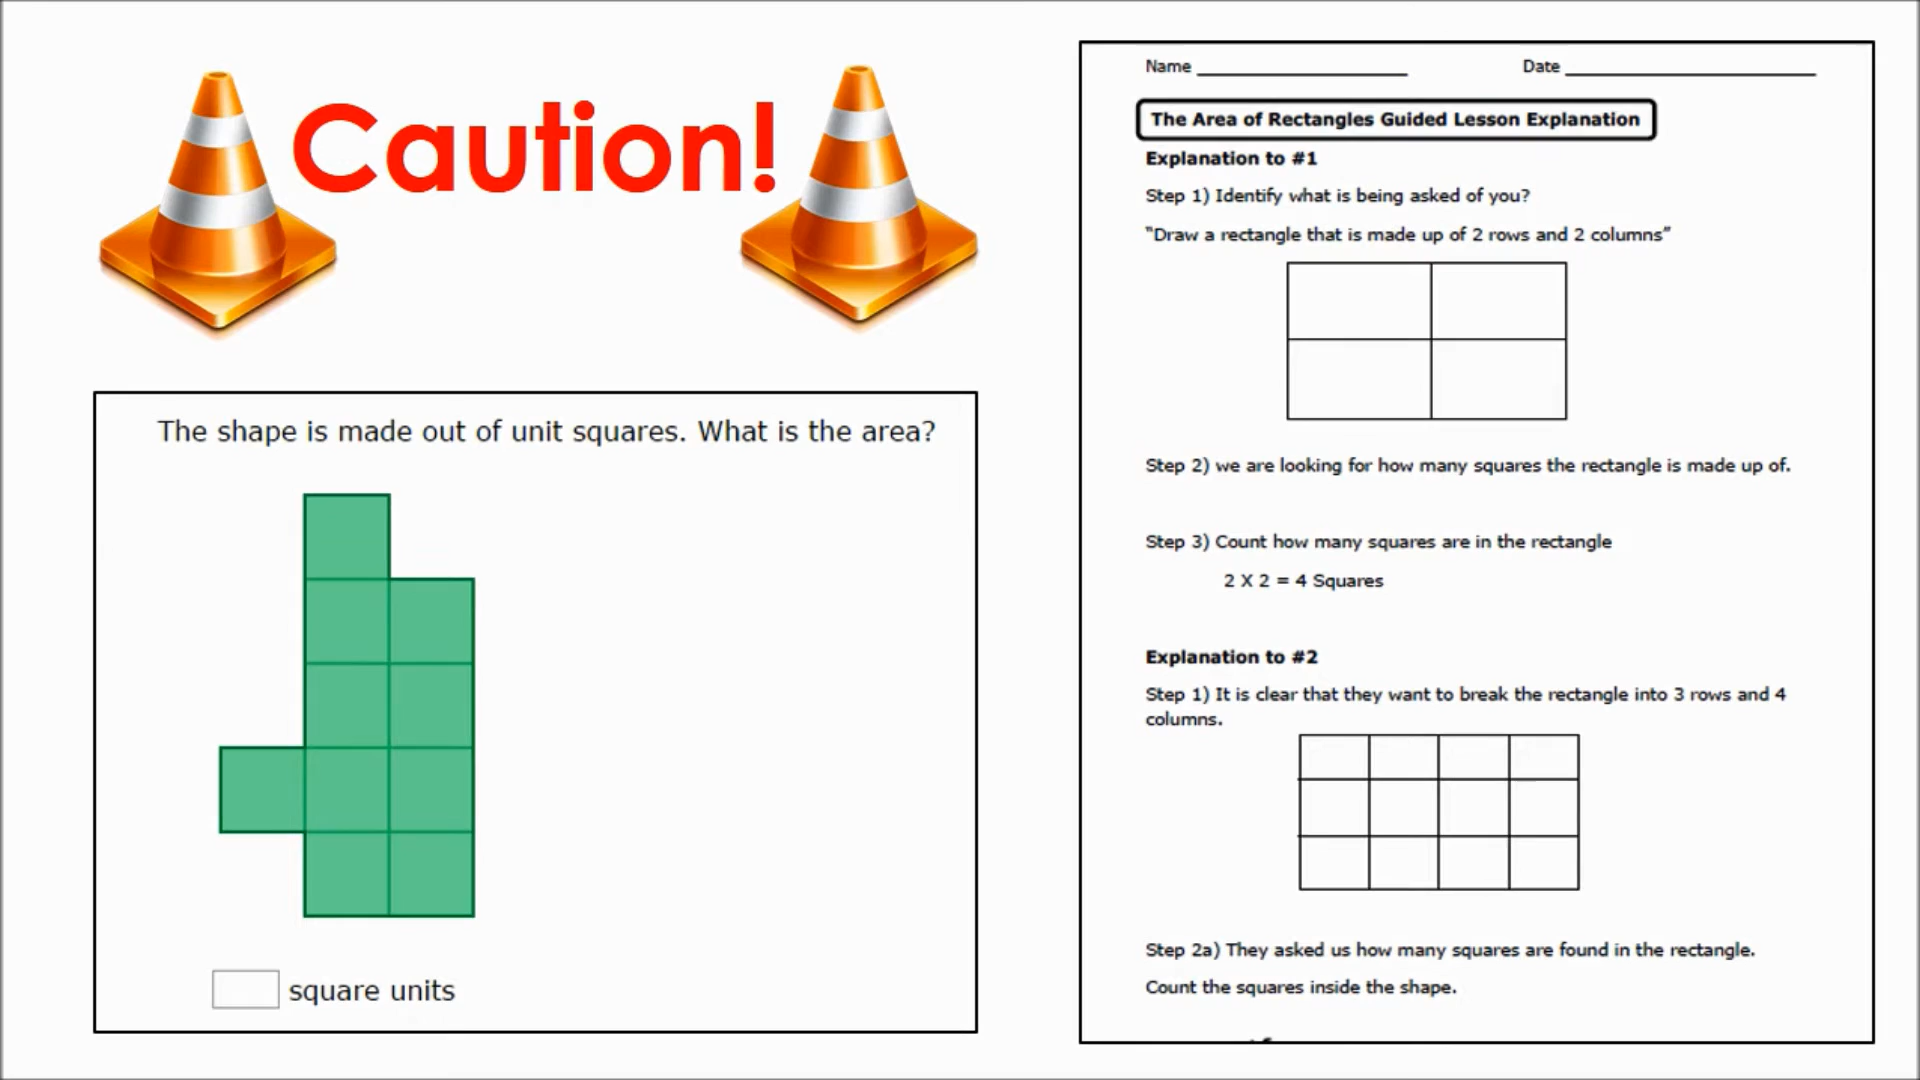 Caution!
The shape is made out of unit squares. What is the area?
square units
Name Date
The Area of Rectangles Guided Lesson Explanation
Explanation to #1
Step 1) Identify what is being asked of you?
“Draw a rectangle that is made up of 2 rows and 2 columns”
Step 2) we are looking for how many squares the rectangle is made up of.
Step 3) Count how many squares are in the rectangle
2 X 2 = 4 Squares
Explanation to #2
Step 1) It is clear that they want to break the rectangle into 3 rows and 4
columns.
Step 2a) They asked us how many squares are found in the rectangle.
Count the squares inside the shape.